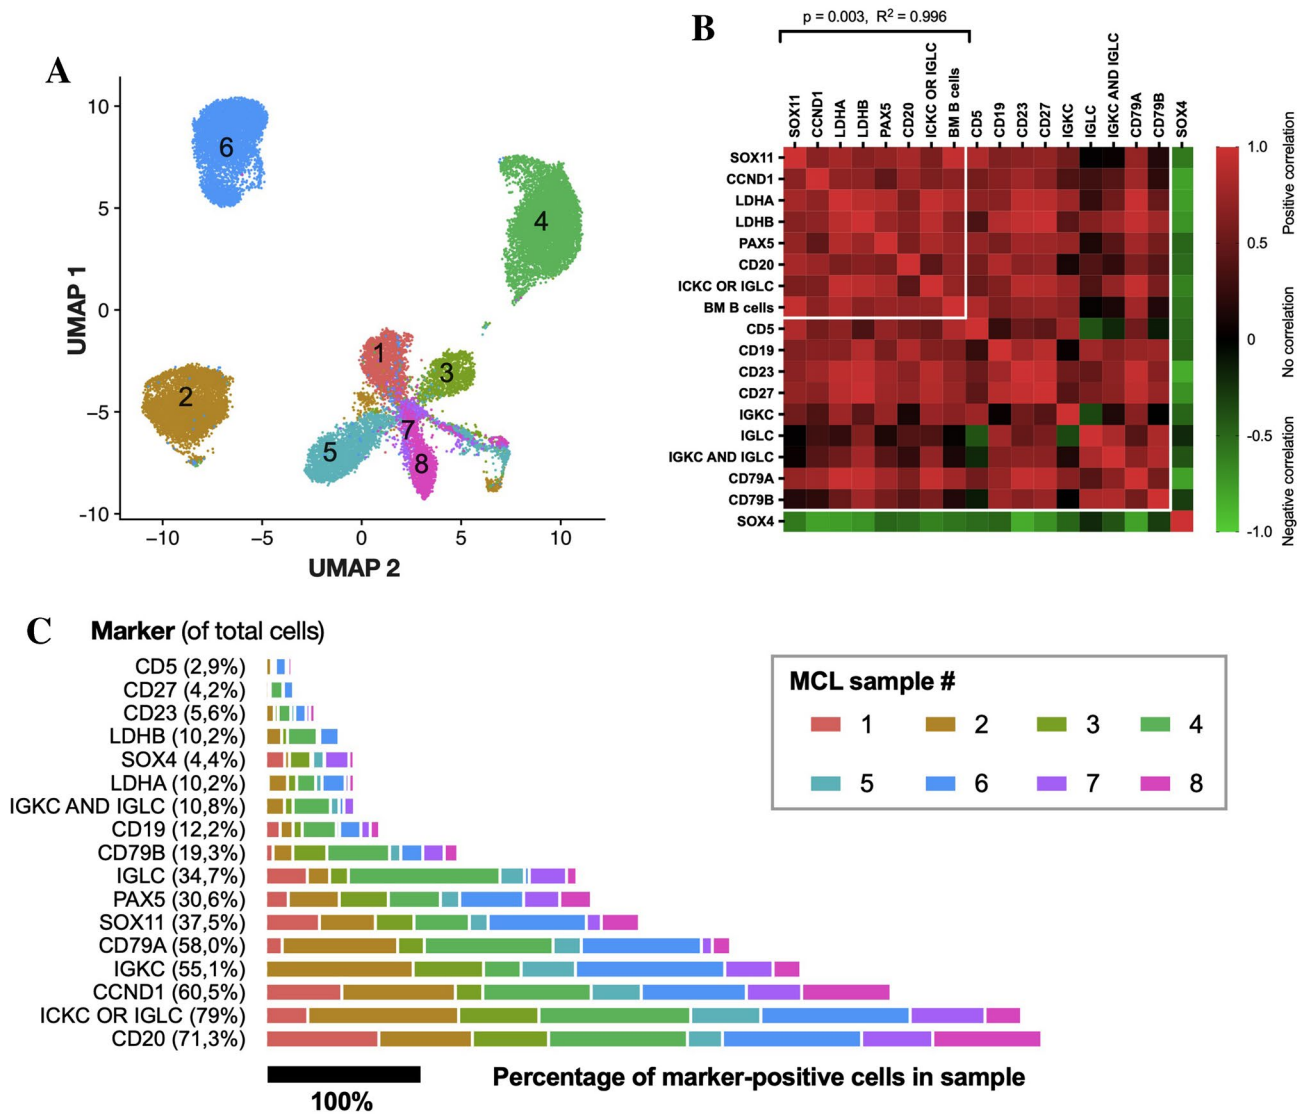 A
UMAP 1
10
5
0
−5
−10
−10
−5
0
5
10
UMAP 2
6
4
1
3
2
7
5
8
B
p = 0.003, R² = 0.996
SOX11
CCND1
LDHA
LDHB
PAX5
CD20
ICKC OR IGLC
BM B cells
CD5
CD19
CD23
CD27
IGKC
IGLC
IGKC AND IGLC
CD79A
CD79B
SOX4
SOX11
CCND1
LDHA
LDHB
PAX5
CD20
ICKC OR IGLC
BM B cells
CD5
CD19
CD23
CD27
IGKC
IGLC
IGKC AND IGLC
CD79A
CD79B
SOX4
1.0
0.5
0
-0.5
-1.0
Positive correlation
No correlation
Negative correlation
C
Marker (of total cells)
CD5 (2,9%)
CD27 (4,2%)
CD23 (5,6%)
LDHB (10,2%)
SOX4 (4,4%)
LDHA (10,2%)
IGKC AND IGLC (10,8%)
CD19 (12,2%)
CD79B (19,3%)
IGLC (34,7%)
PAX5 (30,6%)
SOX11 (37,5%)
CD79A (58,0%)
IGKC (55,1%)
CCND1 (60,5%)
ICKC OR IGLC (79%)
CD20 (71,3%)
MCL sample #
1 2 3 4
5 6 7 8
100%
Percentage of marker-positive cells in sample